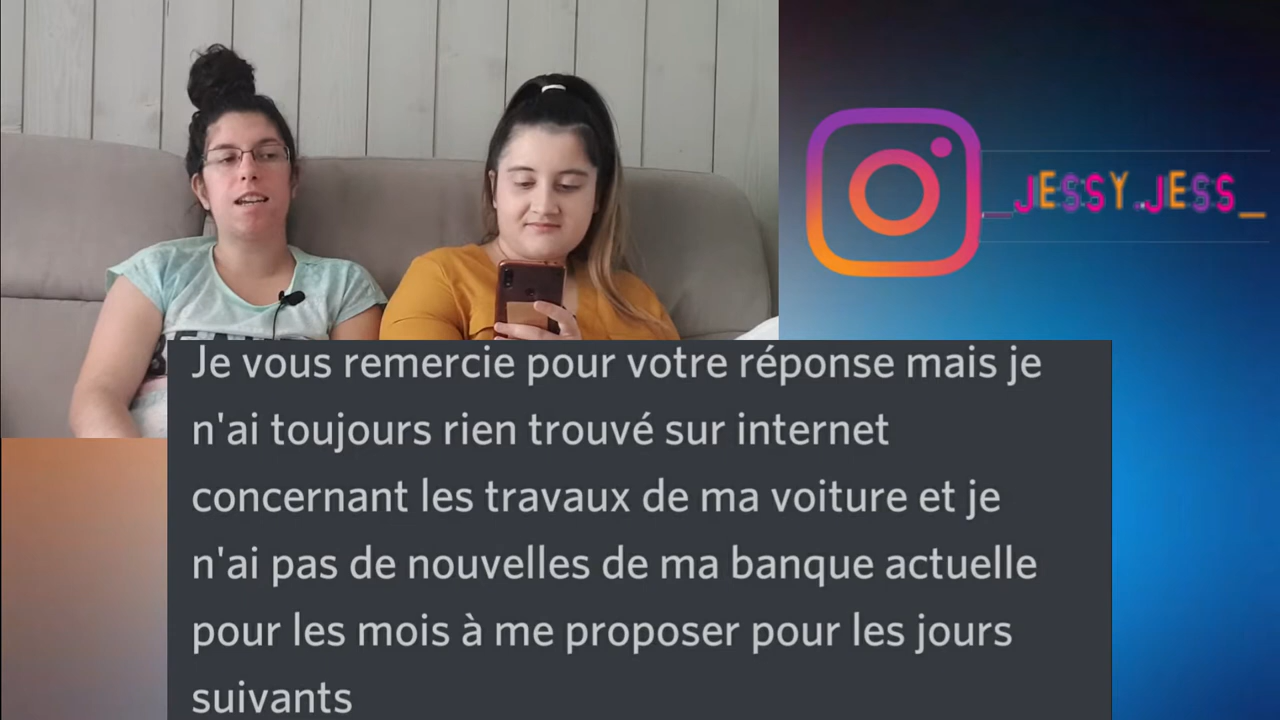 _JESSY.JESS_
Je vous remercie pour votre réponse mais je
n'ai toujours rien trouvé sur internet
concernant les travaux de ma voiture et je
n'ai pas de nouvelles de ma banque actuelle
pour les mois à me proposer pour les jours
suivants